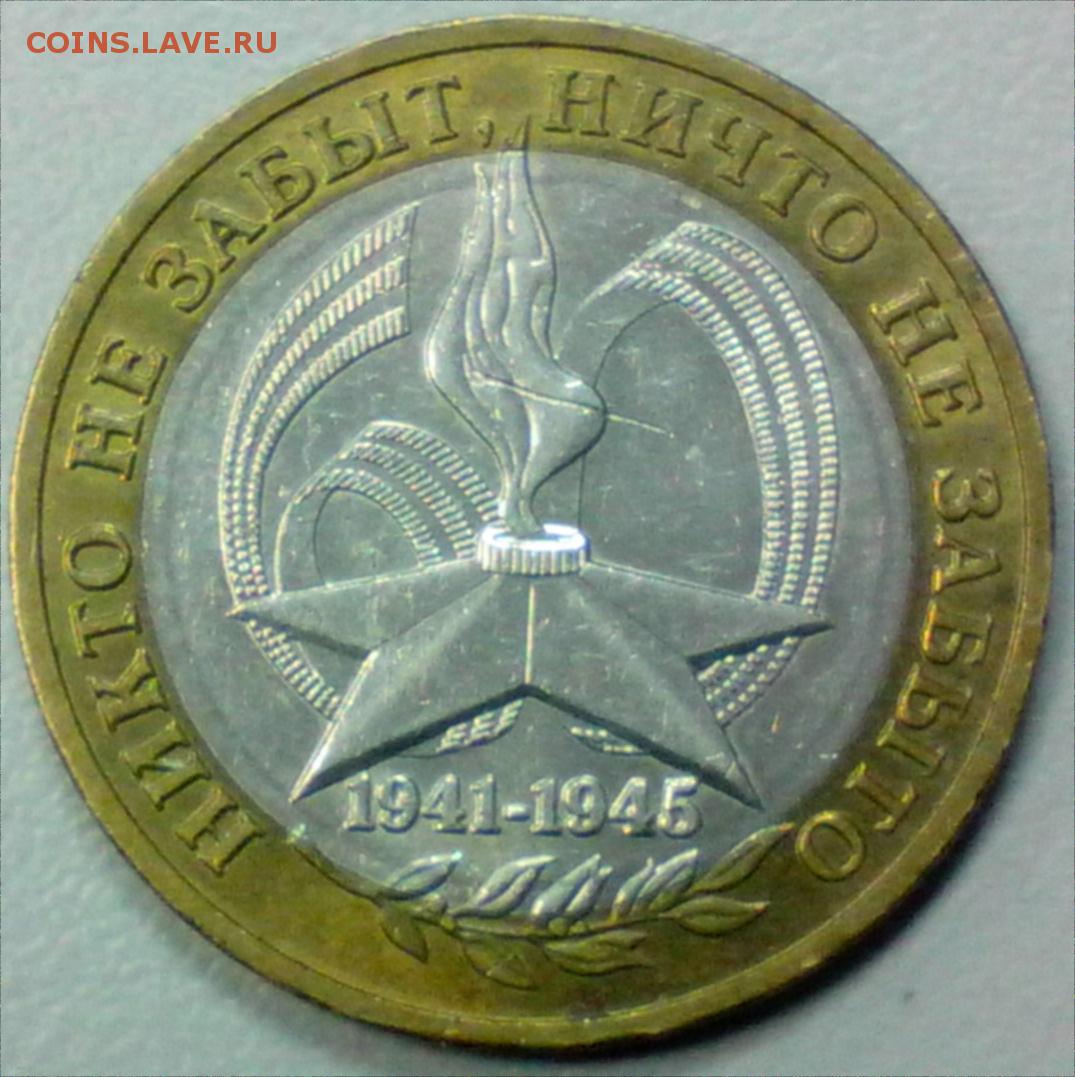 COINS.LAVE.RU
НИКТО НЕ ЗАБЫТ, НИЧТО НЕ ЗАБЫТО
1941-1945